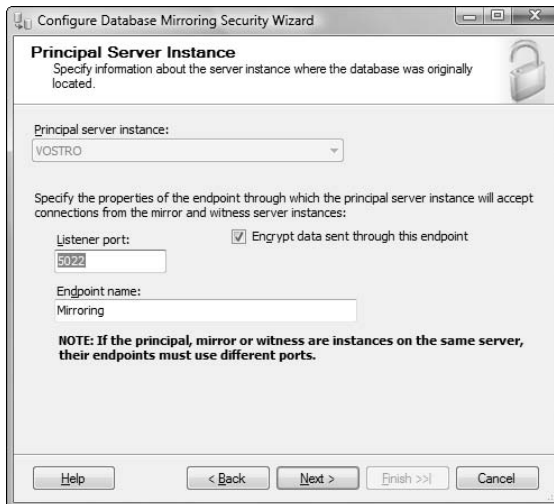 Configure Database Mirroring Security Wizard
Principal Server Instance
Specify information about the server instance where the database was originally
located.
Principal server instance:
VOSTRO
Specify the properties of the endpoint through which the principal server instance will accept
connections from the mirror and witness server instances:
Listener port:
Encrypt data sent through this endpoint
5022
Endpoint name:
Mirroring
NOTE: If the principal, mirror or witness are instances on the same server,
their endpoints must use different ports.
Help
< Back
Next >
Finish >>|
Cancel